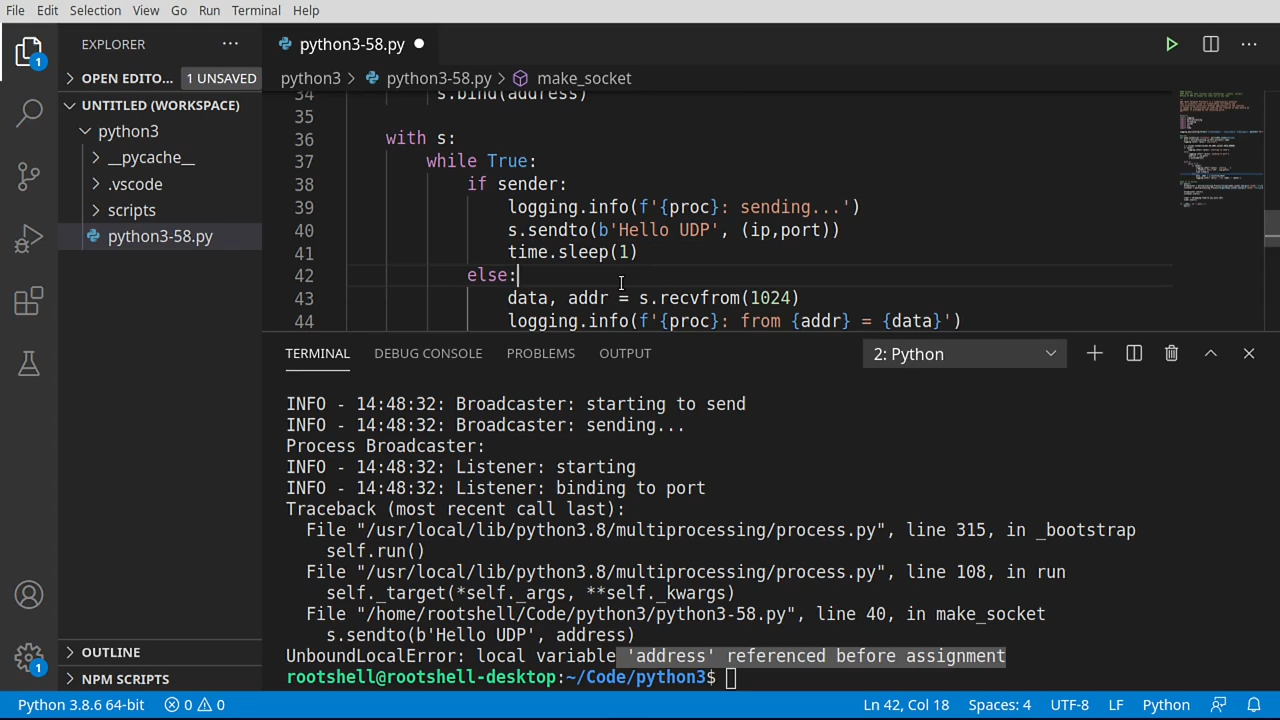 File Edit Selection View Go Run Terminal Help
EXPLORER
OPEN EDITO... 1 UNSAVED
UNTITLED (WORKSPACE)
python3
__pycache__
.vscode
scripts
python3-58.py
OUTLINE
NPM SCRIPTS
1
1
python3-58.py
python3 > python3-58.py > make_socket
34 s.bind(address)
35
36 with s:
37 while True:
38 if sender:
39 logging.info(f'{proc}: sending...')
40 s.sendto(b'Hello UDP', (ip,port))
41 time.sleep(1)
42 else:
43 data, addr = s.recvfrom(1024)
44 logging.info(f'{proc}: from {addr} = {data}')
TERMINAL DEBUG CONSOLE PROBLEMS OUTPUT 2: Python
INFO - 14:48:32: Broadcaster: starting to send
INFO - 14:48:32: Broadcaster: sending...
Process Broadcaster:
INFO - 14:48:32: Listener: starting
INFO - 14:48:32: Listener: binding to port
Traceback (most recent call last):
File "/usr/local/lib/python3.8/multiprocessing/process.py", line 315, in _bootstrap
self.run()
File "/usr/local/lib/python3.8/multiprocessing/process.py", line 108, in run
self._target(*self._args, **self._kwargs)
File "/home/rootshell/Code/python3/python3-58.py", line 40, in make_socket
s.sendto(b'Hello UDP', address)
UnboundLocalError: local variable 'address' referenced before assignment
rootshell@rootshell-desktop:~/Code/python3$
Python 3.8.6 64-bit 0 0 Ln 42, Col 18 Spaces: 4 UTF-8 LF Python